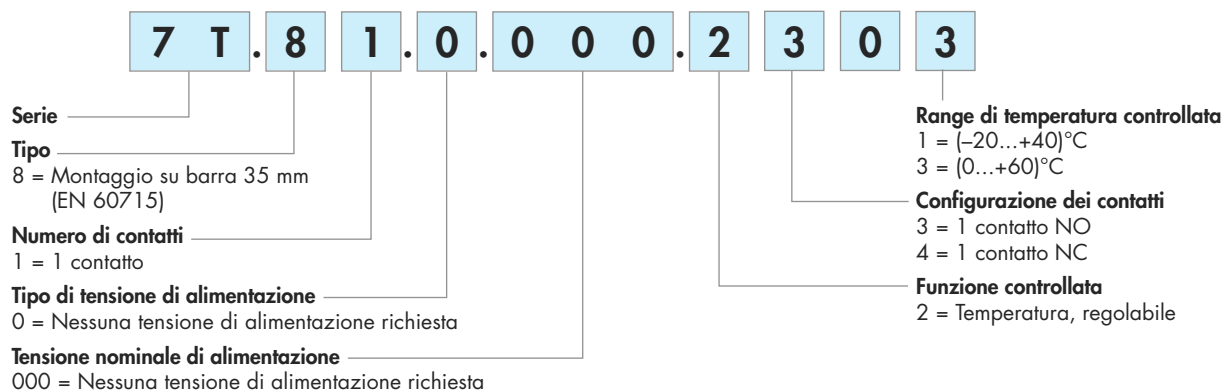 7 T . 8 1 . 0 . 0 0 0 . 2 3 0 3
Serie
Tipo
8 = Montaggio su barra 35 mm
(EN 60715)
Numero di contatti
1 = 1 contatto
Tipo di tensione di alimentazione
0 = Nessuna tensione di alimentazione richiesta
Tensione nominale di alimentazione
000 = Nessuna tensione di alimentazione richiesta
Range di temperatura controllata
1 = (–20...+40)°C
3 = (0...+60)°C
Configurazione dei contatti
3 = 1 contatto NO
4 = 1 contatto NC
Funzione controllata
2 = Temperatura, regolabile